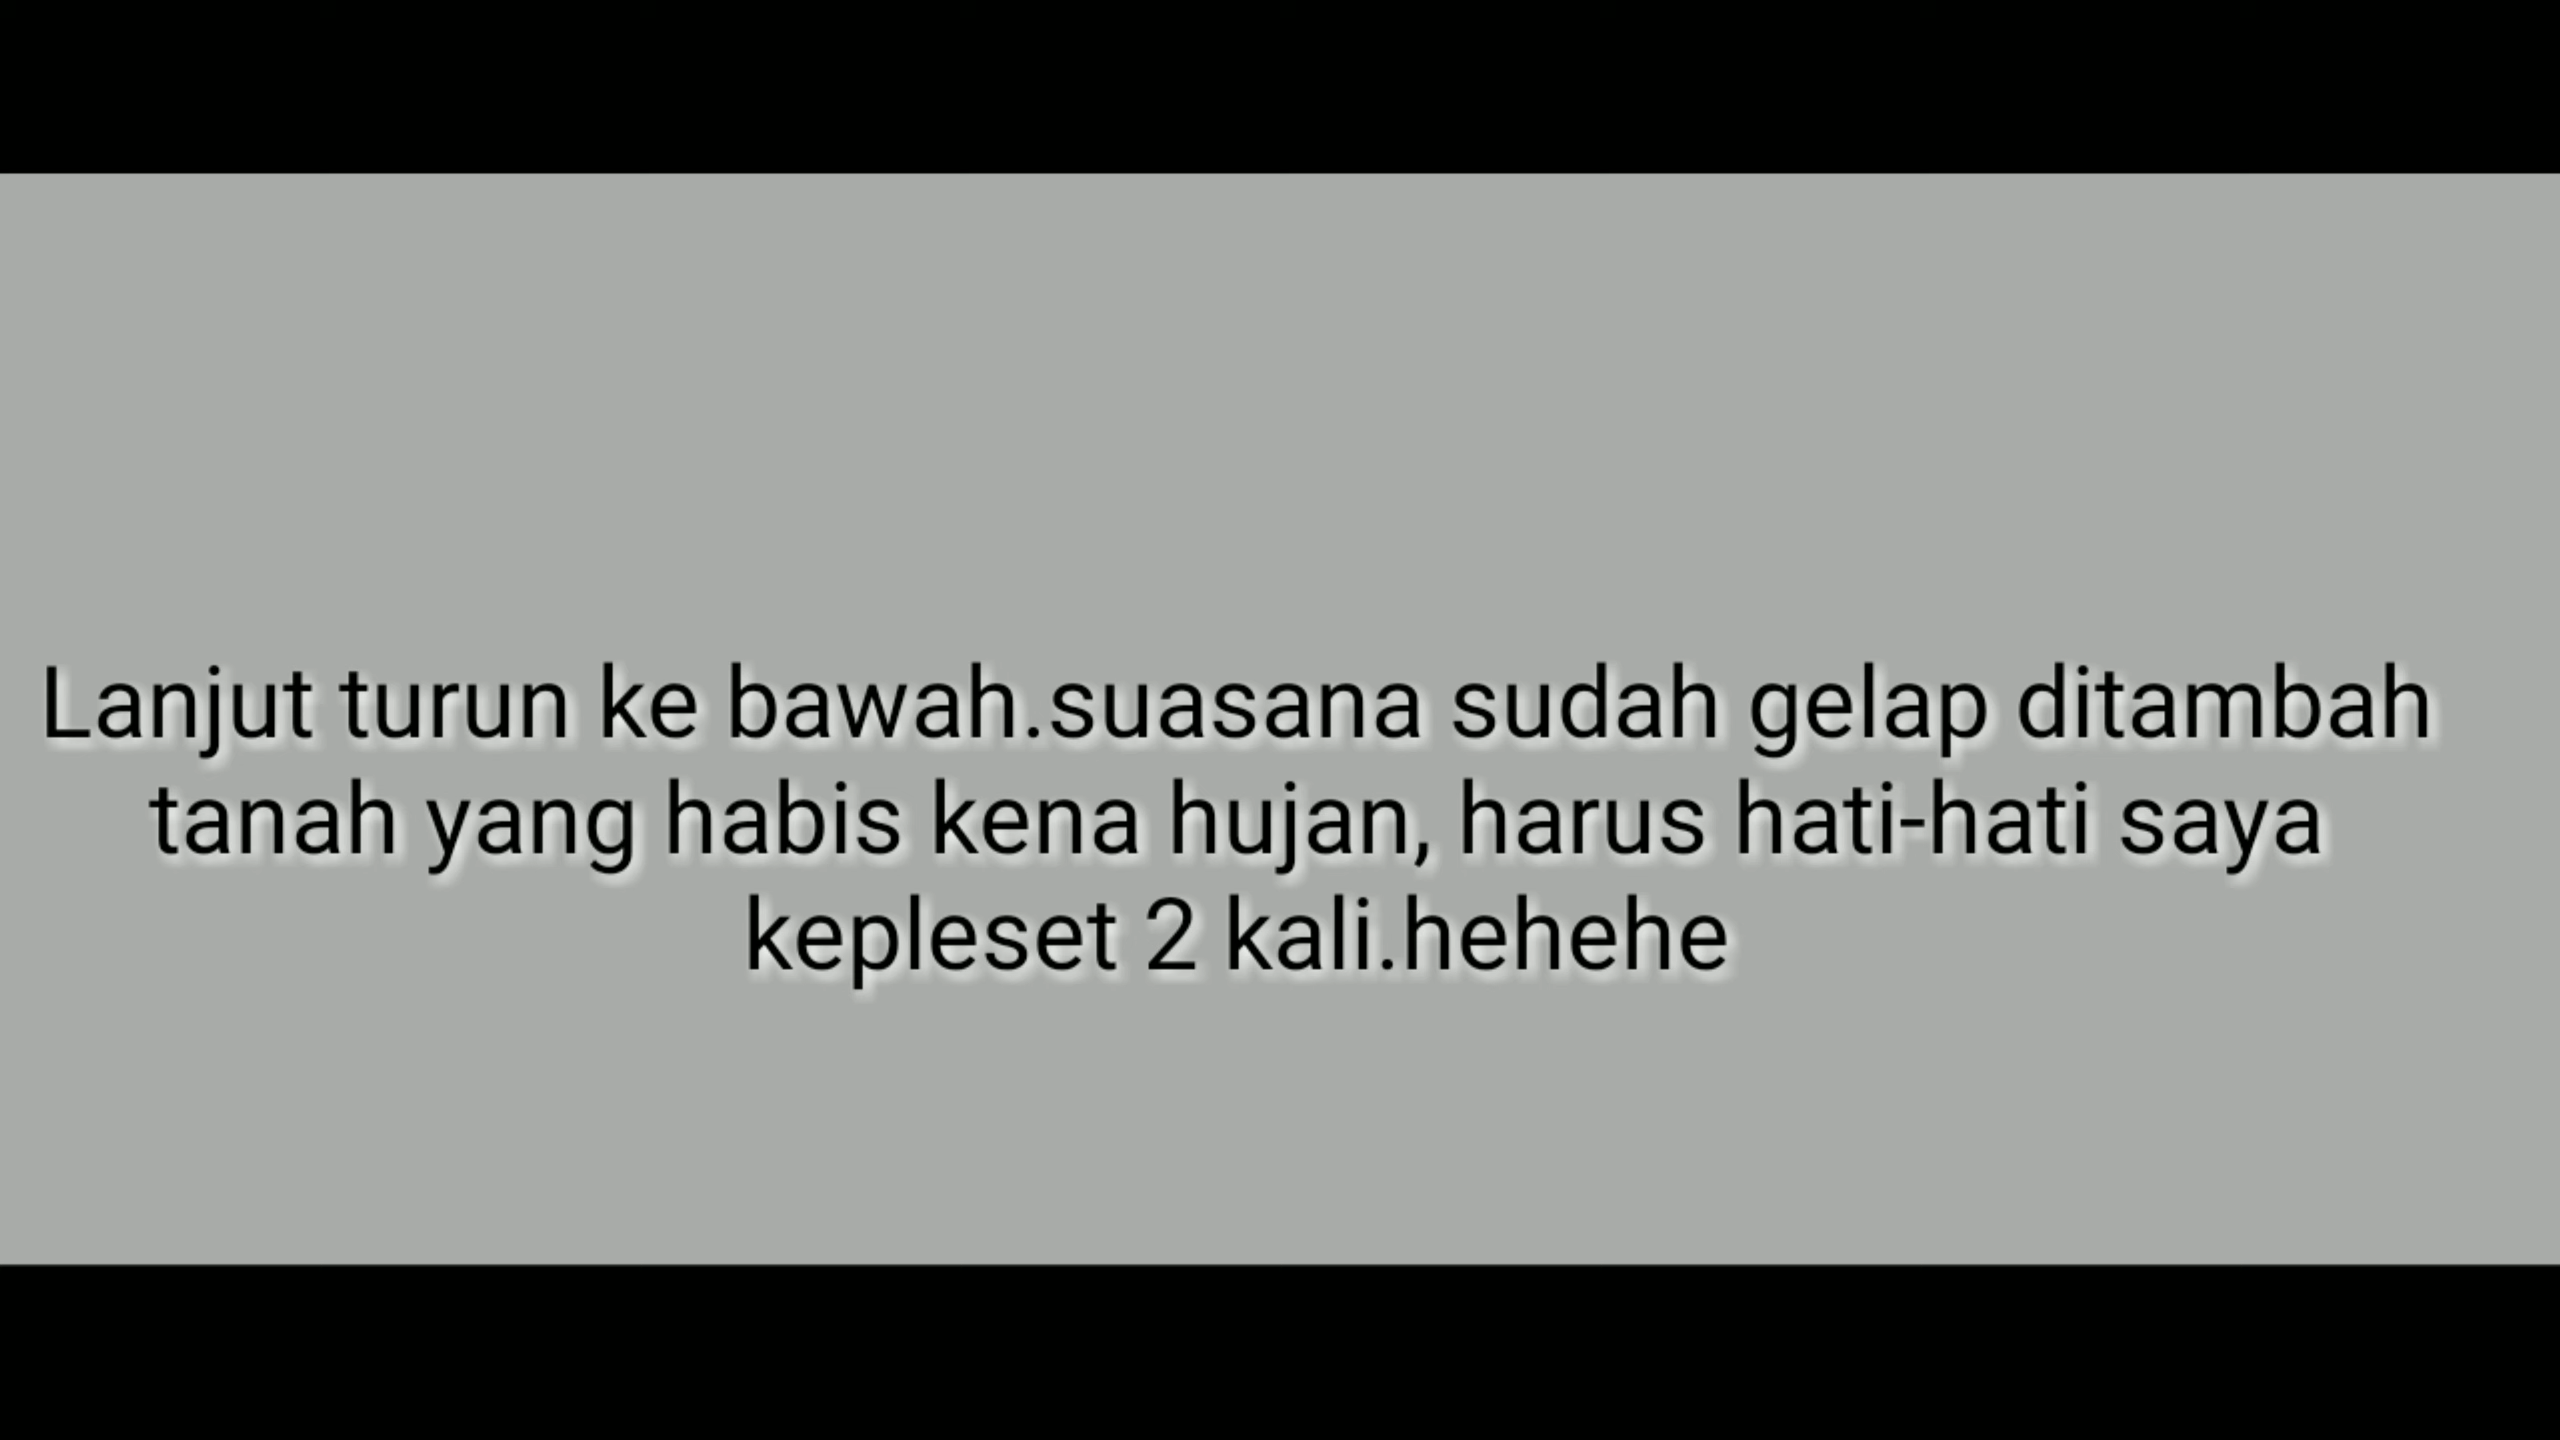 Lanjut turun ke bawah.suasana sudah gelap ditambah
tanah yang habis kena hujan, harus hati-hati saya
kepleset 2 kali.hehehe